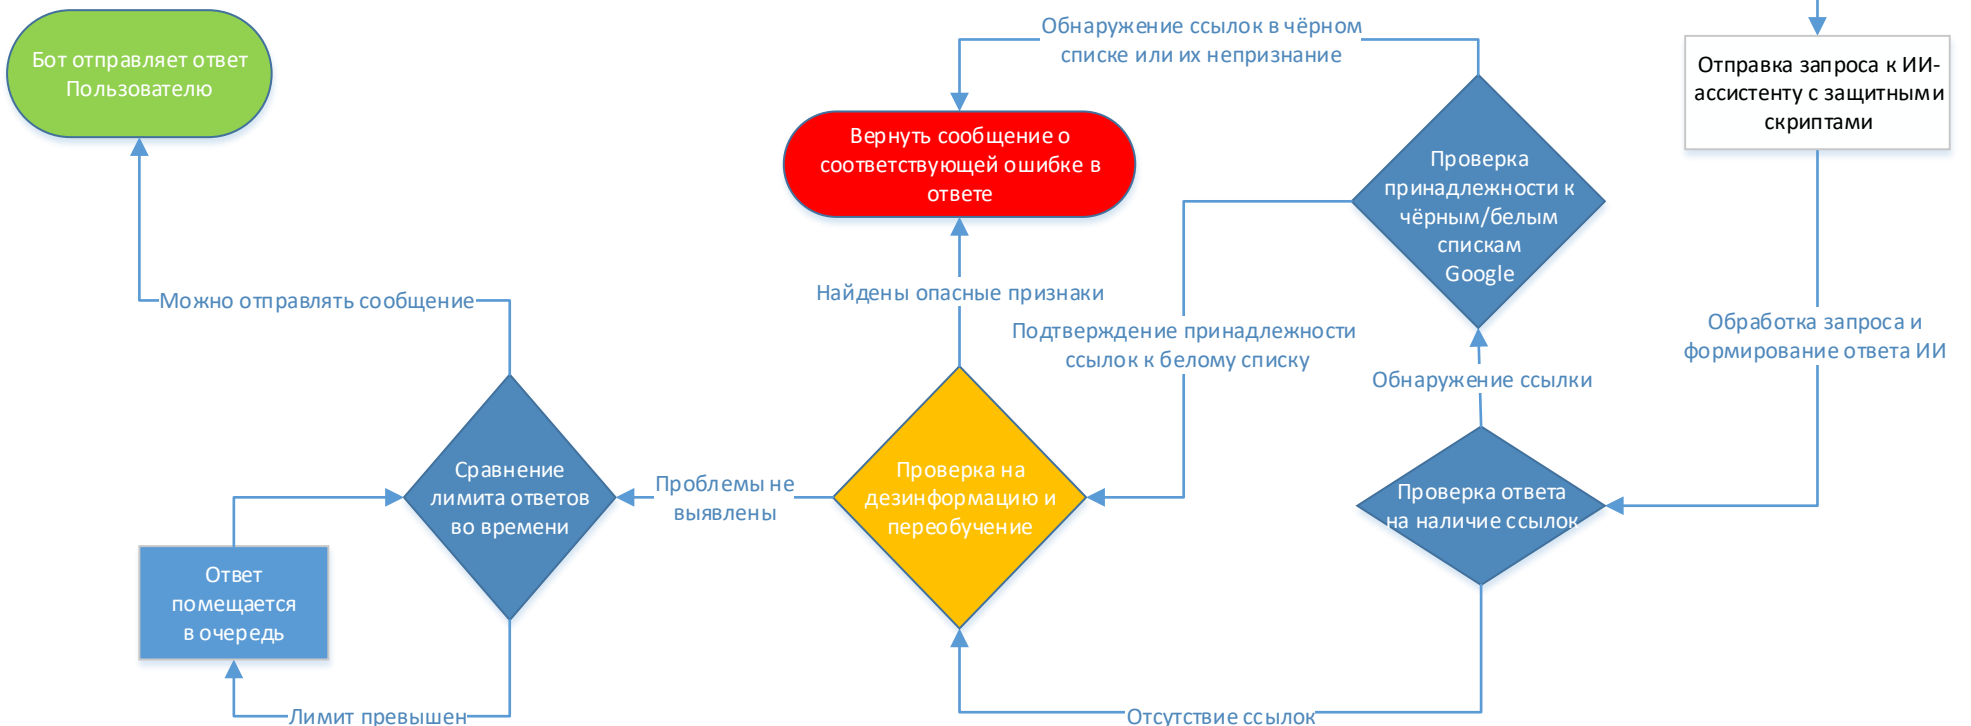 Бот отправляет ответ
Пользователю
Обнаружение ссылок в чёрном
списке или их непризнание
Отправка запроса к ИИ-
ассистенту с защитными
скриптами
Вернуть сообщение о
соответствующей ошибке в
ответе
Проверка
принадлежности к
чёрным/белым
спискам
Google
Можно отправлять сообщение
Найдены опасные признаки
Подтверждение принадлежности
ссылок к белому списку
Обработка запроса и
формирование ответа ИИ
Обнаружение ссылки
Сравнение
лимита ответов
во времени
Проблемы не
выявлены
Проверка на
дезинформацию и
переобучение
Проверка ответа
на наличие ссылок
Ответ
помещается
в очередь
Лимит превышен
Отсутствие ссылок